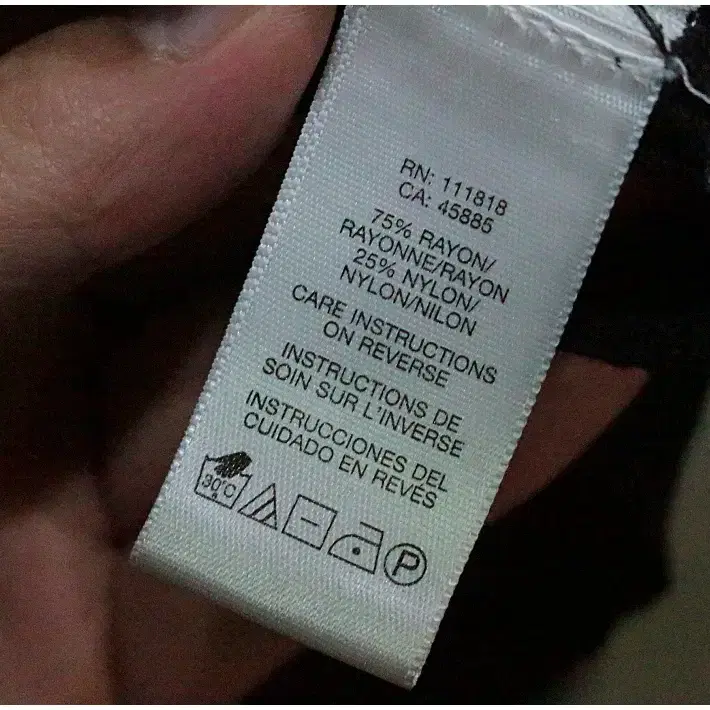 RN: 111818
CA: 45885
75% RAYON/
RAYONNE/RAYON
25% NYLON/
NYLON/NILON
CARE INSTRUCTIONS
ON REVERSE
INSTRUCTIONS DE
SOIN SUR L'INVERSE
INSTRUCCIONES DEL
CUIDADO EN REVÉS
30°C
P